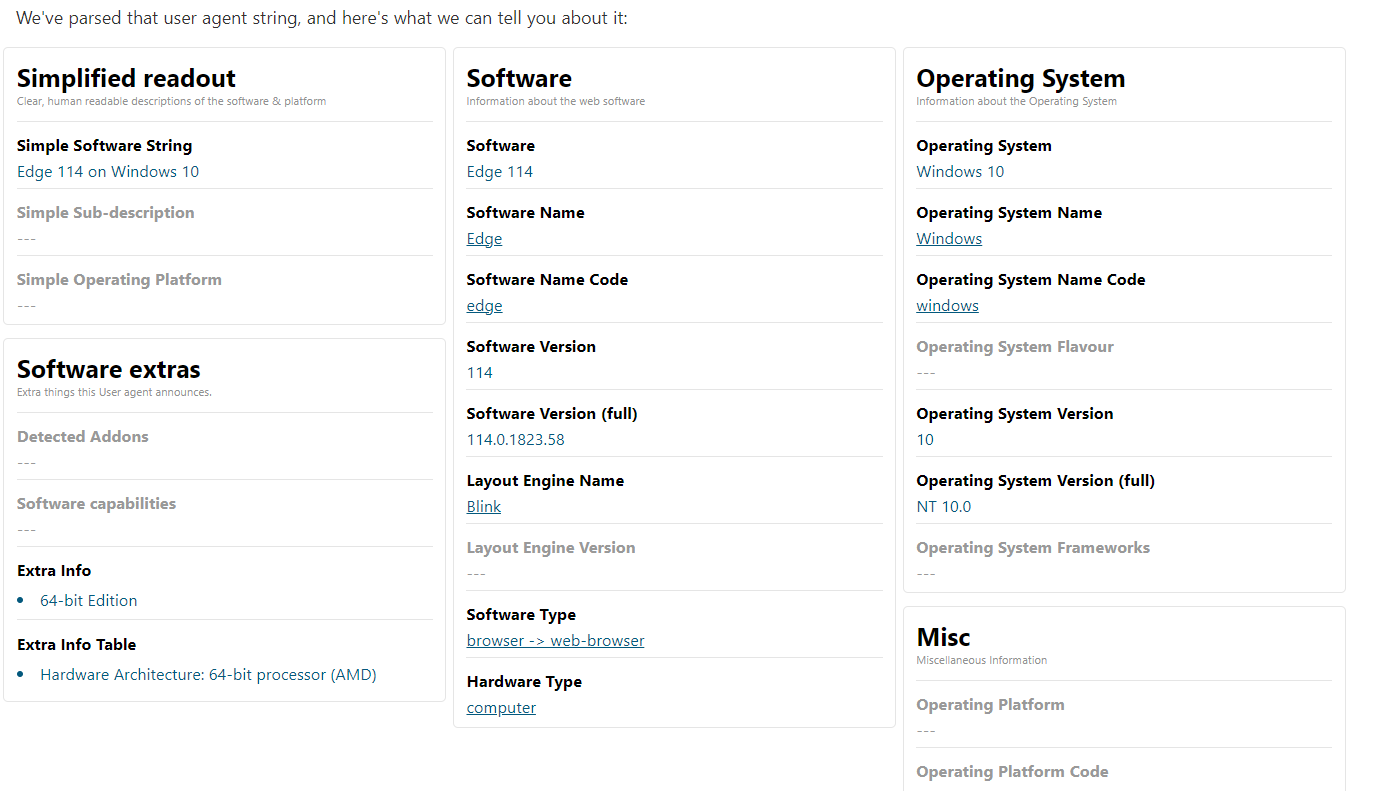 We've parsed that user agent string, and here's what we can tell you about it:
Simplified readout
Clear, human readable descriptions of the software & platform
Simple Software String
Edge 114 on Windows 10
Simple Sub-description
---
Simple Operating Platform
---
Software extras
Extra things this User agent announces.
Detected Addons
---
Software capabilities
---
Extra Info
• 64-bit Edition
Extra Info Table
• Hardware Architecture: 64-bit processor (AMD)
Software
Information about the web software
Software
Edge 114
Software Name
Edge
Software Name Code
edge
Software Version
114
Software Version (full)
114.0.1823.58
Layout Engine Name
Blink
Layout Engine Version
---
Software Type
browser -> web-browser
Hardware Type
computer
Operating System
Information about the Operating System
Operating System
Windows 10
Operating System Name
Windows
Operating System Name Code
windows
Operating System Flavour
---
Operating System Version
10
Operating System Version (full)
NT 10.0
Operating System Frameworks
---
Misc
Miscellaneous Information
Operating Platform
---
Operating Platform Code